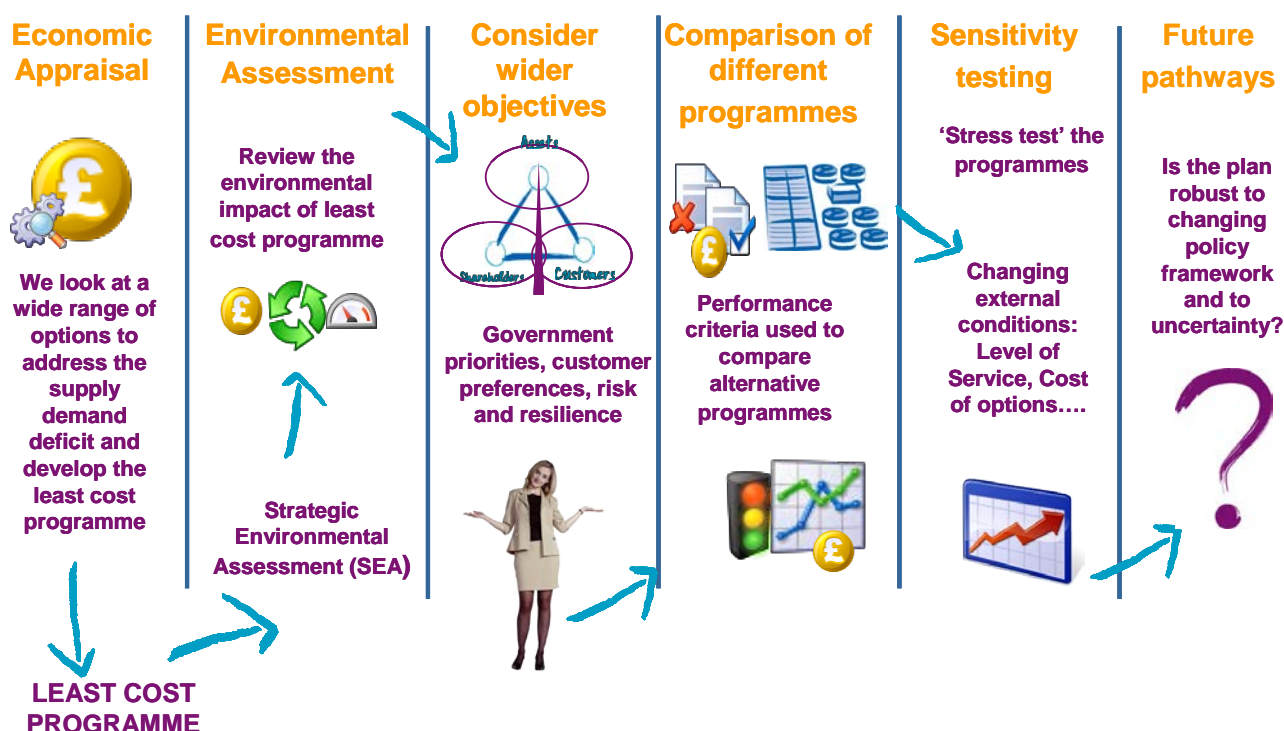 Economic
Appraisal
We look at a
wide range of
options to
address the
supply
demand
deficit and
develop the
least cost
programme
LEAST COST
PROGRAMME
Environmental
Assessment
Review the
environmental
impact of least
cost programme
£
Strategic
Environmental
Assessment (SEA)
Consider
wider
objectives
Assets
Shareholders
Customers
Government
priorities, customer
preferences, risk
and resilience
Comparison of
different
programmes
£
Performance
criteria used to
compare
alternative
programmes
£
Sensitivity
testing
‘Stress test’ the
programmes
Changing
external
conditions:
Level of
Service, Cost
of options….
Future
pathways
Is the plan
robust to
changing
policy
framework
and to
uncertainty?
?
£